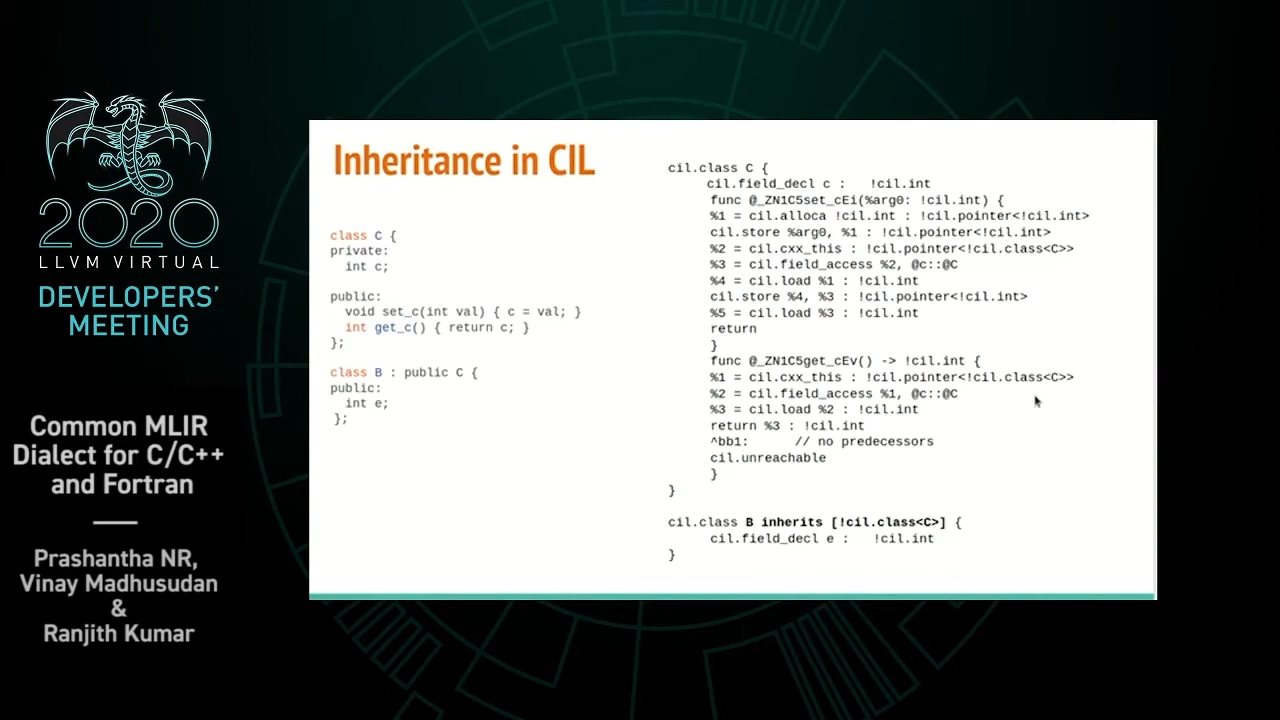 2020
LLVM VIRTUAL
DEVELOPERS'
MEETING
Common MLIR
Dialect for C/C++
and Fortran
Prashantha NR,
Vinay Madhusudan
&
Ranjith Kumar
Inheritance in CIL
class C {
private:
int c;
public:
void set_c(int val) { c = val; }
int get_c() { return c; }
};
class B : public C {
public:
int e;
};
cil.class C {
cil.field_decl c : !cil.int
func @_ZN1C5set_cEi(%arg0: !cil.int) {
%1 = cil.alloca !cil.int : !cil.pointer<!cil.int>
cil.store %arg0, %1 : !cil.pointer<!cil.int>
%2 = cil.cxx_this : !cil.pointer<!cil.class<C>>
%3 = cil.field_access %2, @c::@C
%4 = cil.load %1 : !cil.int
cil.store %4, %3 : !cil.pointer<!cil.int>
%5 = cil.load %3 : !cil.int
return
}
func @_ZN1C5get_cEv() -> !cil.int {
%1 = cil.cxx_this : !cil.pointer<!cil.class<C>>
%2 = cil.field_access %1, @c::@C
%3 = cil.load %2 : !cil.int
return %3 : !cil.int
^bb1: // no predecessors
cil.unreachable
}
}
cil.class B inherits [!cil.class<C>] {
cil.field_decl e : !cil.int
}